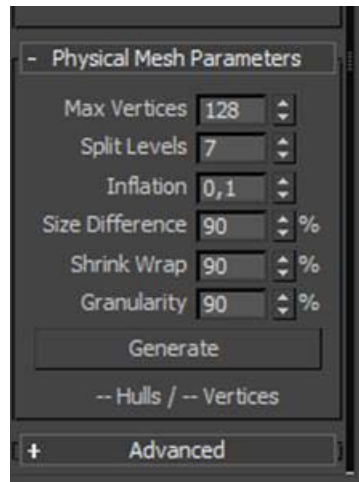 - Physical Mesh Parameters
Max Vertices 128
Split Levels 7
Inflation 0,1
Size Difference 90 %
Shrink Wrap 90 %
Granularity 90 %
Generate
-- Hulls / -- Vertices
+ Advanced